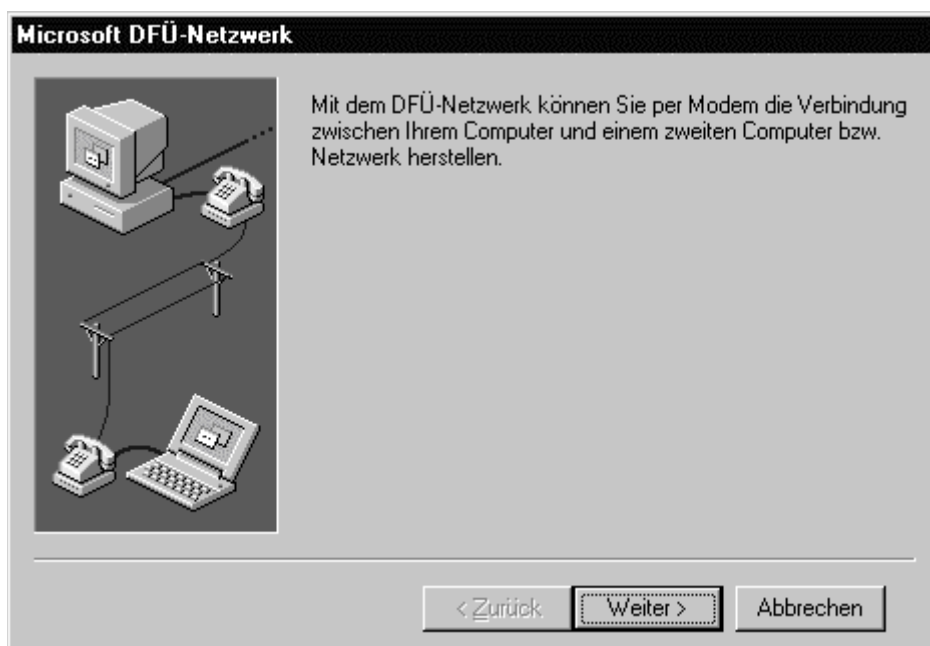 Microsoft DFÜ-Netzwerk
Mit dem DFÜ-Netzwerk können Sie per Modem die Verbindung
zwischen Ihrem Computer und einem zweiten Computer bzw.
Netzwerk herstellen.
< Zurück Weiter > Abbrechen